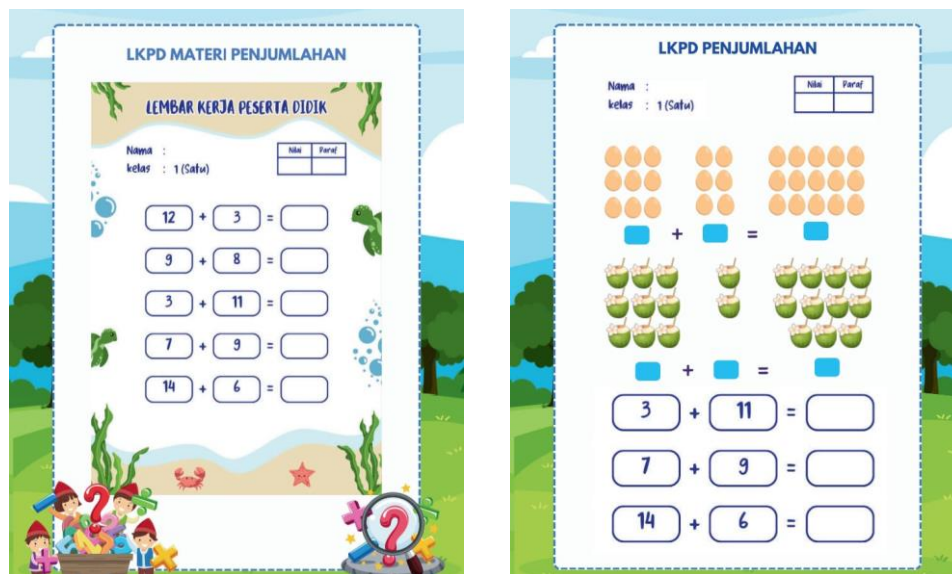 LKPD MATERI PENJUMLAHAN
LEMBAR KERJA PESERTA DIDIK
Nama :
kelas : 1 (Satu)
Nilai Paraf
12 + 3 =
9 + 8 =
3 + 11 =
7 + 9 =
14 + 6 =
LKPD PENJUMLAHAN
Nama :
kelas : 1 (Satu)
Nilai Paraf
+ =
+ =
3 + 11 =
7 + 9 =
14 + 6 =